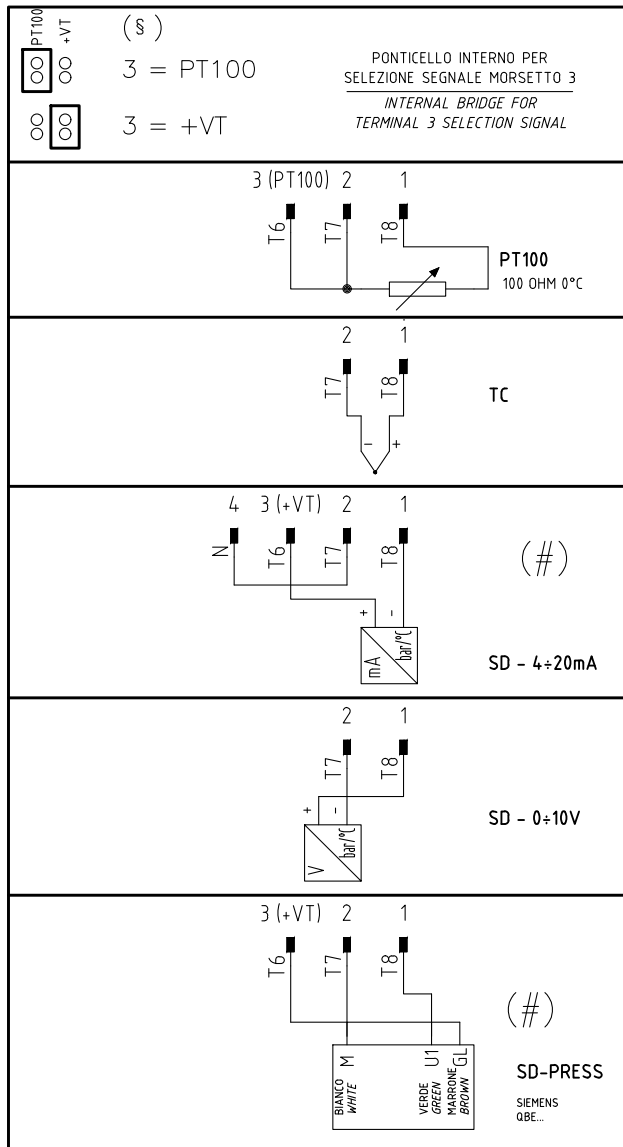 PT100 +VT (§)
3 = PT100
3 = +VT
PONTICELLO INTERNO PER
SELEZIONE SEGNALE MORSETTO 3
INTERNAL BRIDGE FOR
TERMINAL 3 SELECTION SIGNAL
3 (PT100) 2 1
T6 T7 T8
PT100
100 OHM 0°C
2 1
T7 T8
TC
- +
4 3 (+VT) 2 1
N T6 T7 T8
(#)
+ -
mA bar/°C
SD - 4÷20mA
2 1
T7 T8
+ -
V bar/°C
SD - 0÷10V
3 (+VT) 2 1
T6 T7 T8
(#)
M U1 GL
BIANCO
WHITE
VERDE
GREEN
MARRONE
BROWN
SD-PRESS
SIEMENS
QBE...